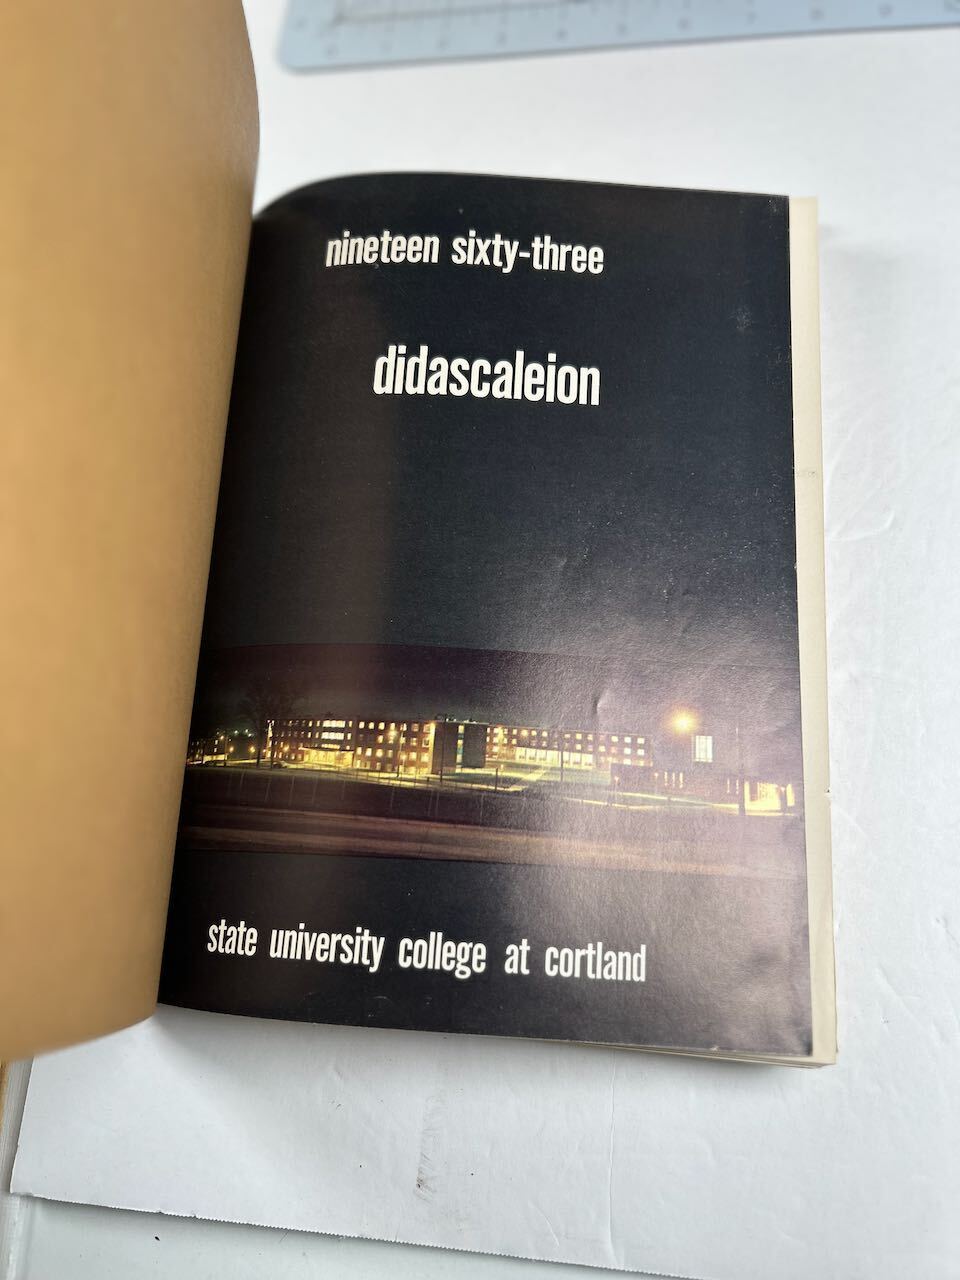 nineteen sixty-three
didascaleion
state university college at cortland